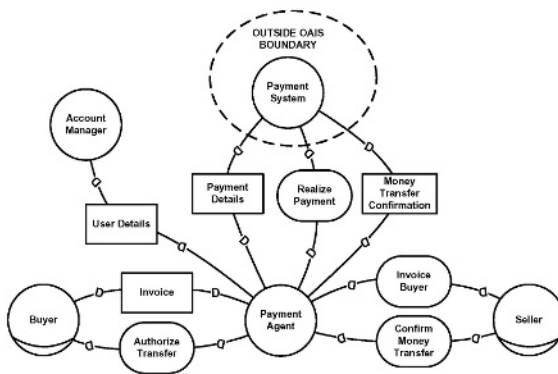 OUTSIDE OAIS
BOUNDARY
Payment
System
Account
Manager
Payment
Details
Realize
Payment
Money
Transfer
Confirmation
User Details
Invoice
Invoice
Buyer
Buyer
Payment
Agent
Seller
Authorize
Transfer
Confirm
Money
Transfer